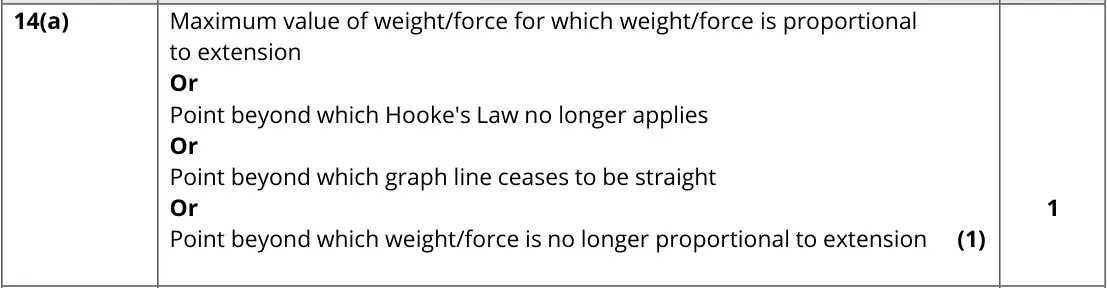 14(a) Maximum value of weight/force for which weight/force is proportional
to extension
Or
Point beyond which Hooke's Law no longer applies
Or
Point beyond which graph line ceases to be straight
Or 1
Point beyond which weight/force is no longer proportional to extension (1)